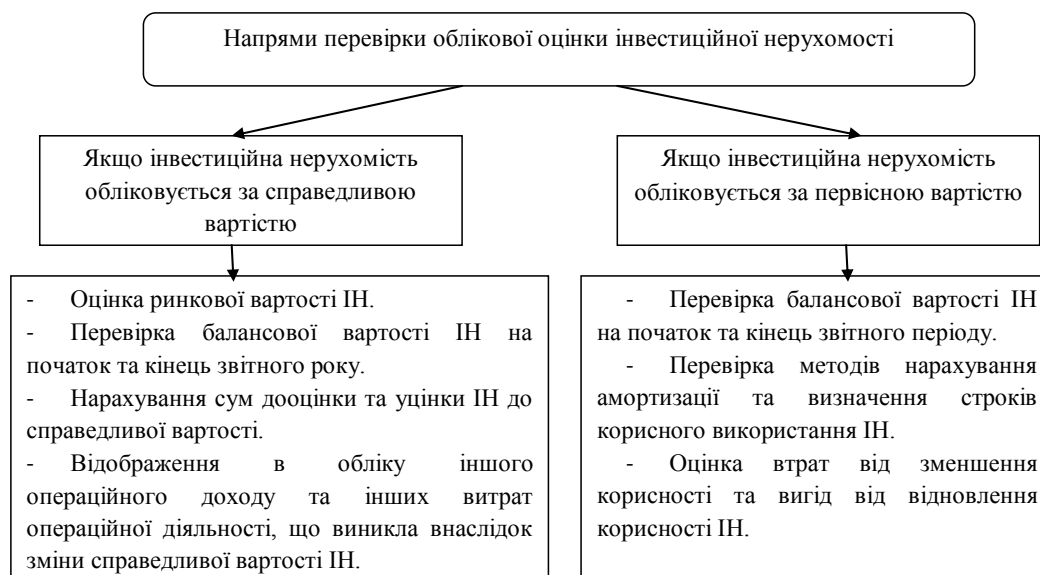 Напрями перевірки облікової оцінки інвестиційної нерухомості
Якщо інвестиційна нерухомість
обліковується за справедливою
вартістю
Якщо інвестиційна нерухомість
обліковується за первісною вартістю
- Оцінка ринкової вартості ІН.
- Перевірка балансової вартості ІН на
початок та кінець звітного року.
- Нарахування сум дооцінки та уцінки ІН до
справедливої вартості.
- Відображення в обліку іншого
операційного доходу та інших витрат
операційної діяльності, що виникла внаслідок
зміни справедливої вартості ІН.
- Перевірка балансової вартості ІН
на початок та кінець звітного періоду.
- Перевірка методів нарахування
амортизації та визначення строків
корисного використання ІН.
- Оцінка втрат від зменшення
корисності та вигід від відновлення
корисності ІН.